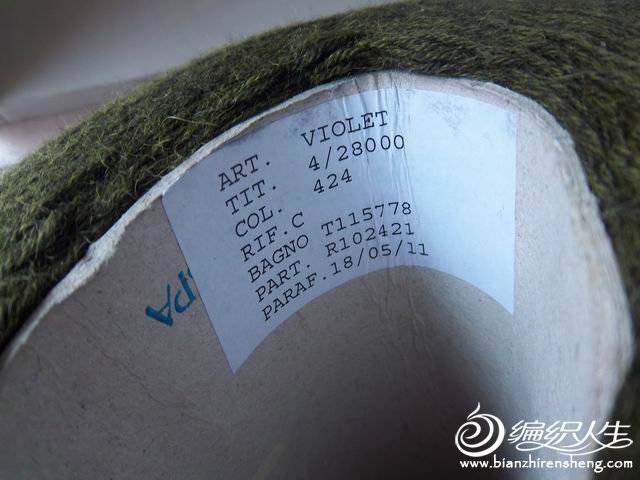 ART. VIOLET
TIT. 4/28000
COL. 424
RIF.C
BAGNO T115778
PART. R102421
PARAF.18/05/11
PA
编织人生
www.bianzhirensheng.com